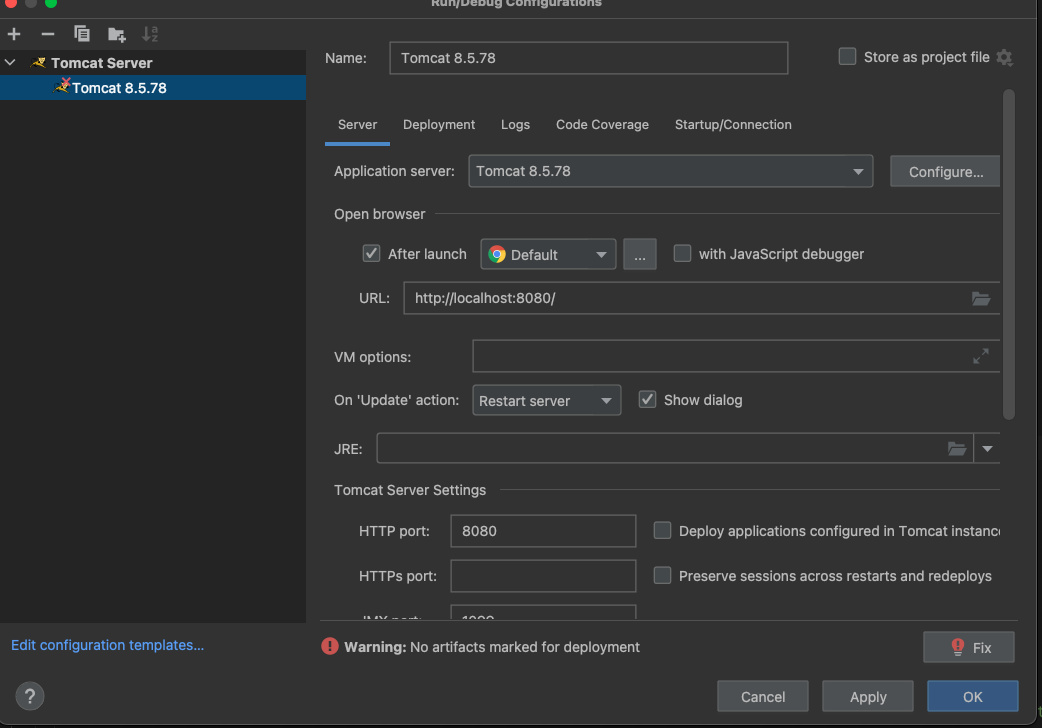 Run/Debug Configurations
Tomcat Server
Tomcat 8.5.78
Name: Tomcat 8.5.78 Store as project file
Server Deployment Logs Code Coverage Startup/Connection
Application server: Tomcat 8.5.78 Configure...
Open browser
After launch Default ... with JavaScript debugger
URL: http://localhost:8080/
VM options:
On 'Update' action: Restart server Show dialog
JRE:
Tomcat Server Settings
HTTP port: 8080 Deploy applications configured in Tomcat instance
HTTPs port: Preserve sessions across restarts and redeploys
JMX port: 1099
Edit configuration templates...
Warning: No artifacts marked for deployment Fix
? Cancel Apply OK